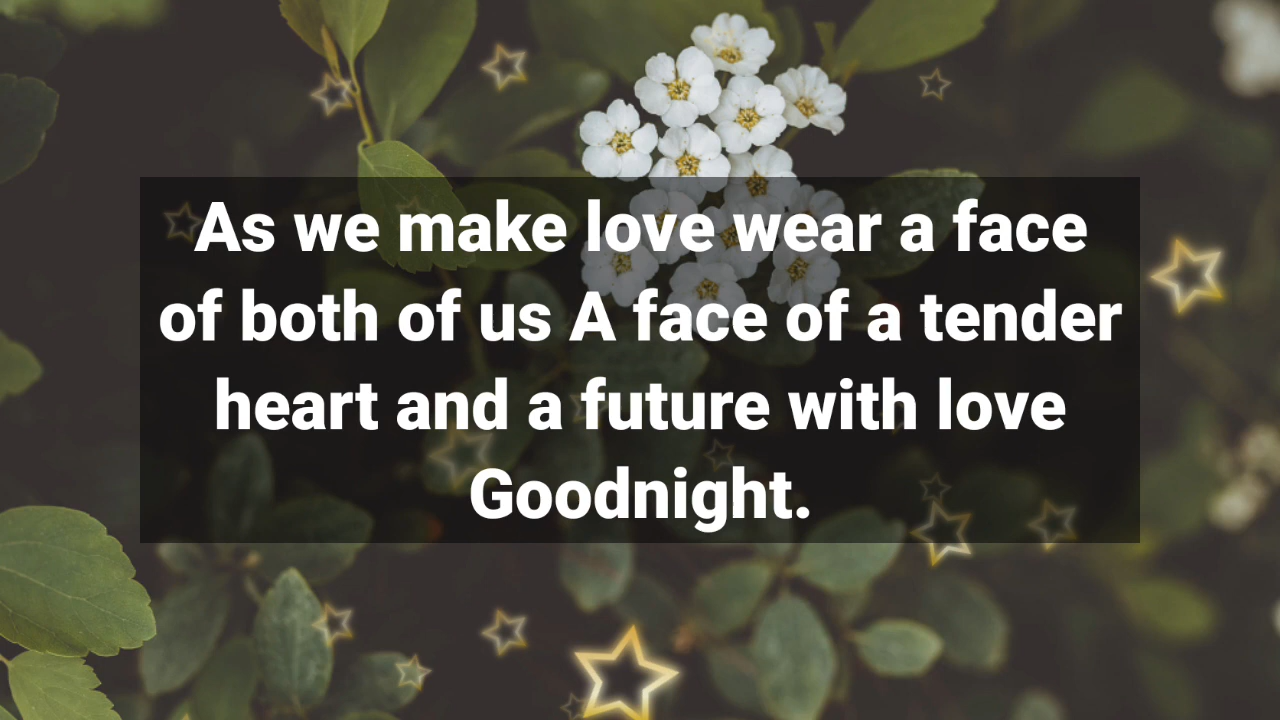 As we make love wear a face
of both of us A face of a tender
heart and a future with love
Goodnight.